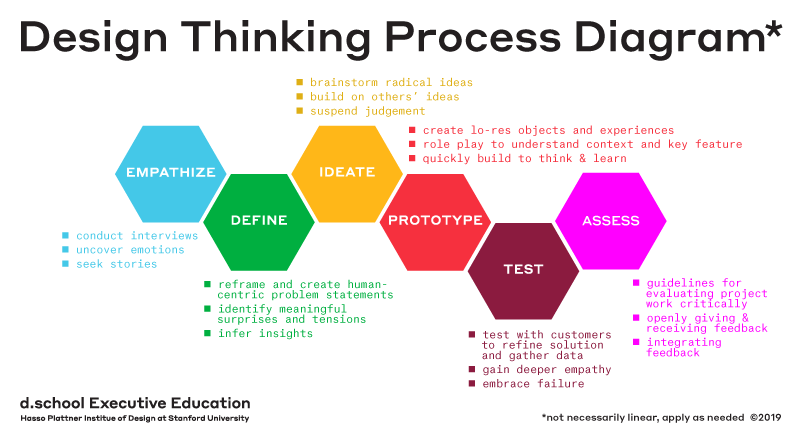 Design Thinking Process Diagram*
brainstorm radical ideas
build on others' ideas
suspend judgement
create lo-res objects and experiences
role play to understand context and key feature
quickly build to think & learn
EMPATHIZE
IDEATE
DEFINE
PROTOTYPE
ASSESS
TEST
conduct interviews
uncover emotions
seek stories
reframe and create human-
centric problem statements
identify meaningful
surprises and tensions
infer insights
guidelines for
evaluating project
work critically
openly giving &
receiving feedback
integrating
feedback
test with customers
to refine solution
and gather data
gain deeper empathy
embrace failure
d.school Executive Education
Hasso Plattner Institue of Design at Stanford University
*not necessarily linear, apply as needed ©2019